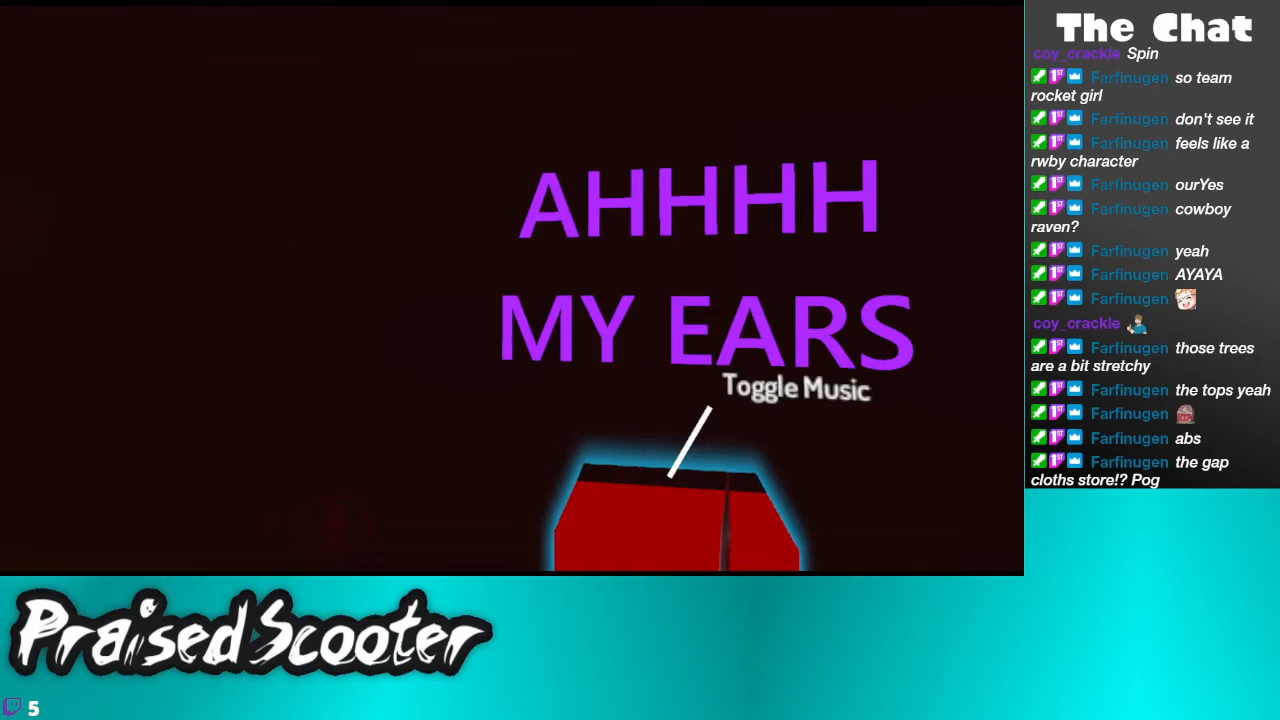 AHHHH
MY EARS
Toggle Music
The Chat
coy_crackle Spin
Farfinugen so team
rocket girl
Farfinugen don't see it
Farfinugen feels like a
rwby character
Farfinugen ourYes
Farfinugen cowboy
raven?
Farfinugen yeah
Farfinugen AYAYA
Farfinugen
coy_crackle
Farfinugen those trees
are a bit stretchy
Farfinugen the tops yeah
Farfinugen
Farfinugen abs
Farfinugen the gap
cloths store!? Pog
PraisedScooter
5